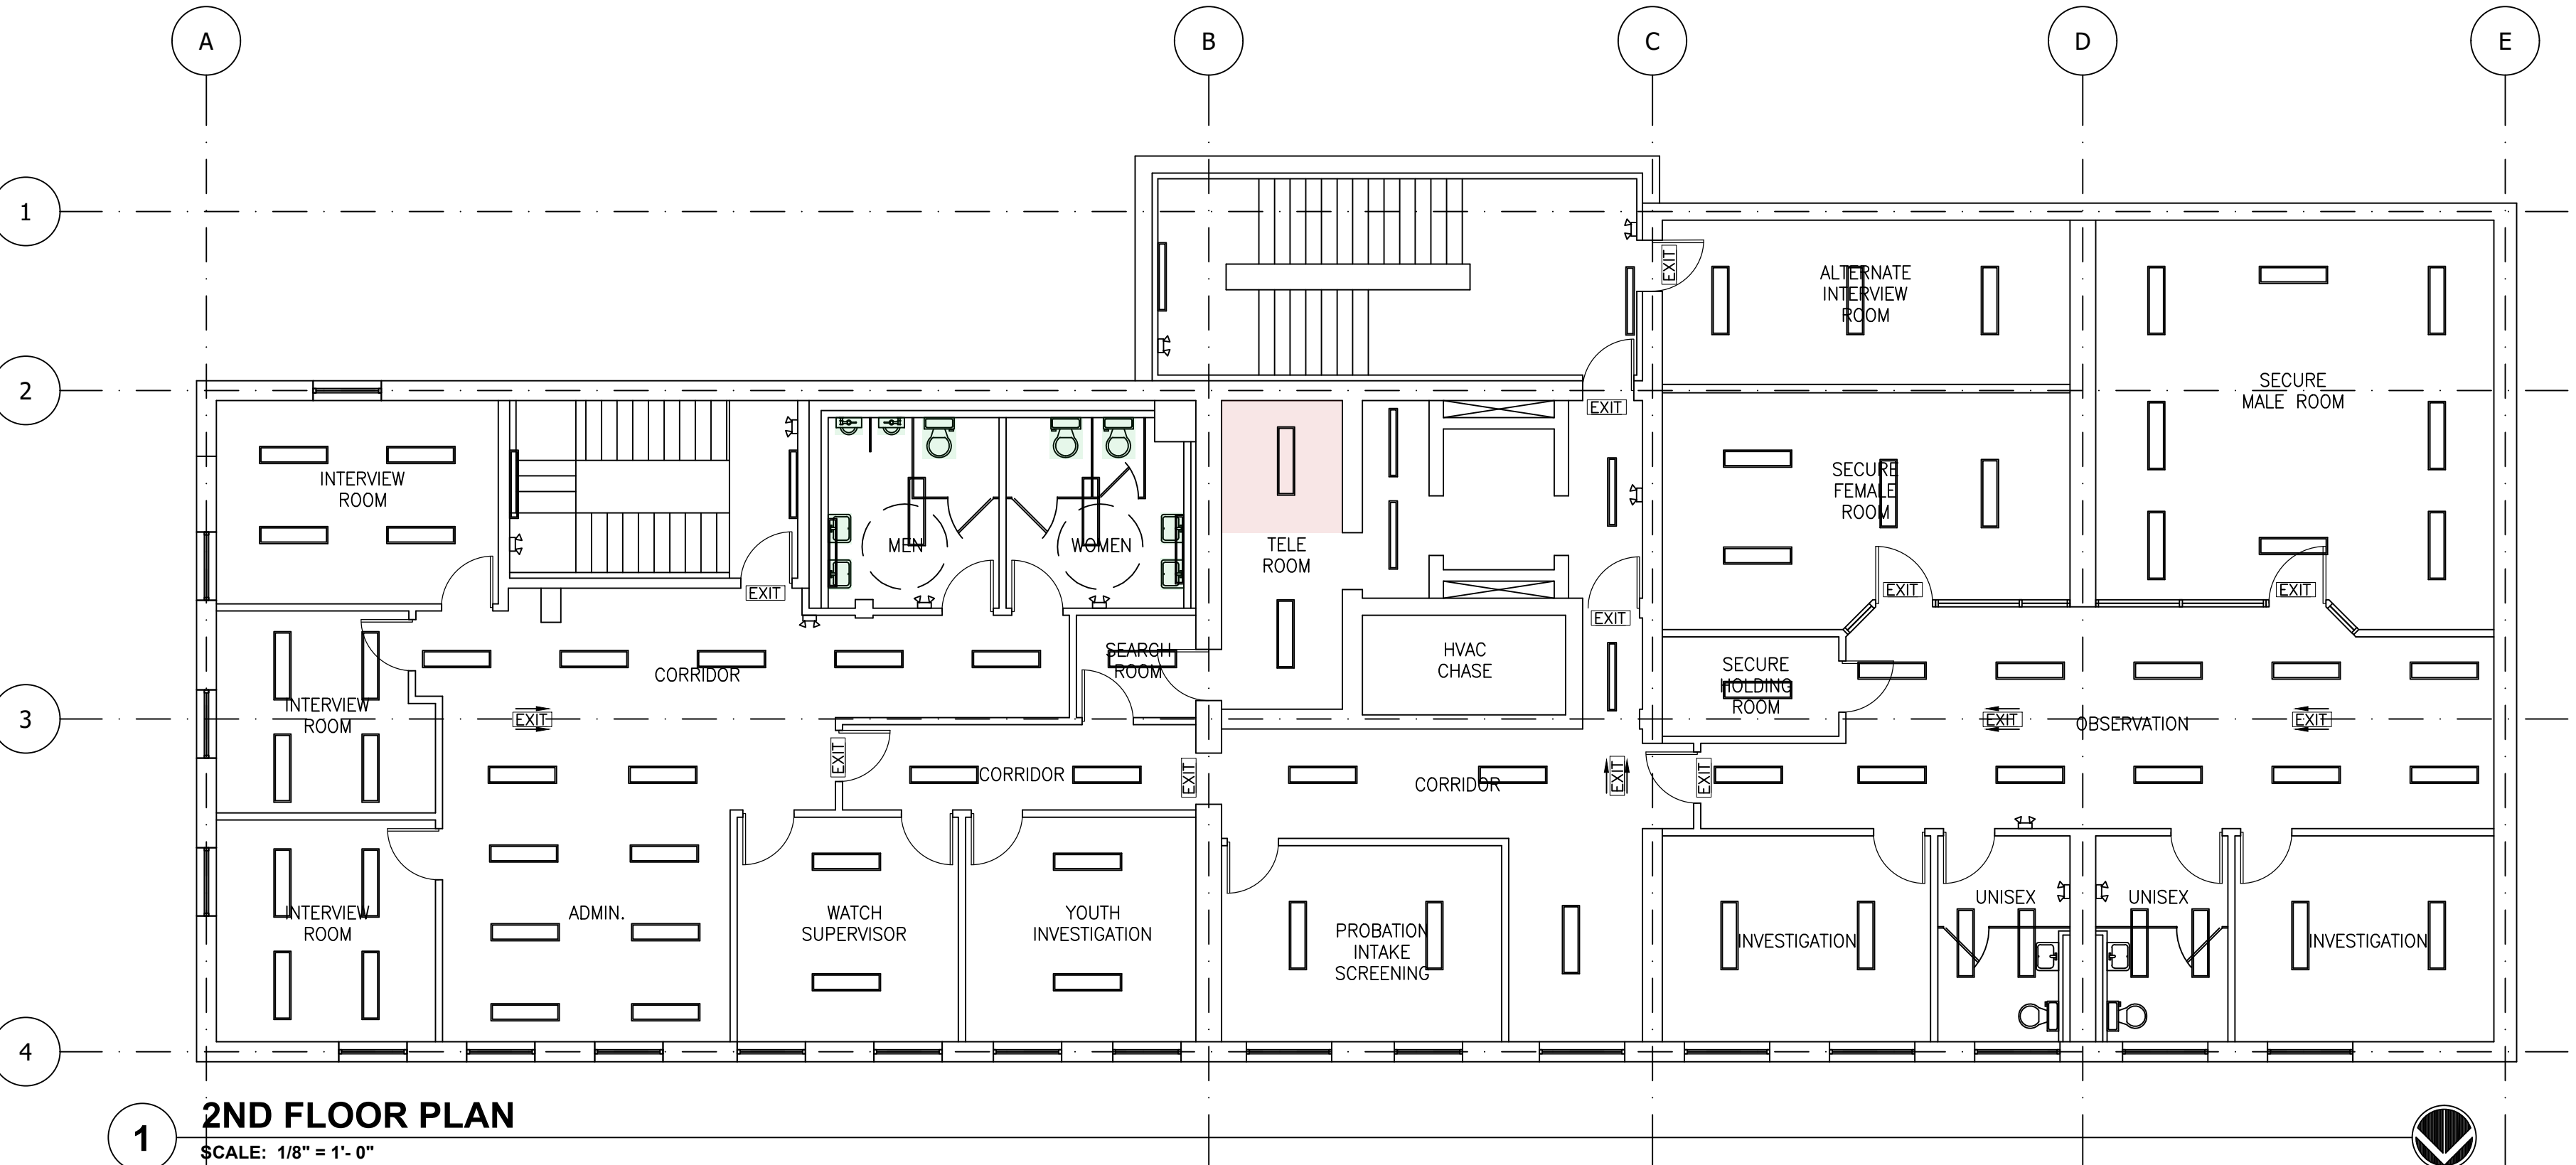 A
B
C
D
E
1
2
3
4
EXIT
ALTERNATE
INTERVIEW
ROOM
SECURE
MALE ROOM
EXIT
INTERVIEW
ROOM
SECURE
FEMALE
ROOM
MEN
WOMEN
TELE
ROOM
EXIT
EXIT
EXIT
EXIT
INTERVIEW
ROOM
CORRIDOR
SEARCH
ROOM
HVAC
CHASE
SECURE
HOLDING
ROOM
EXIT
EXIT
OBSERVATION
EXIT
EXIT
CORRIDOR
EXIT
CORRIDOR
EXIT
EXIT
INTERVIEW
ROOM
ADMIN.
WATCH
SUPERVISOR
YOUTH
INVESTIGATION
PROBATION
INTAKE
SCREENING
INVESTIGATION
UNISEX
UNISEX
INVESTIGATION
1
2ND FLOOR PLAN
SCALE: 1/8" = 1'- 0"